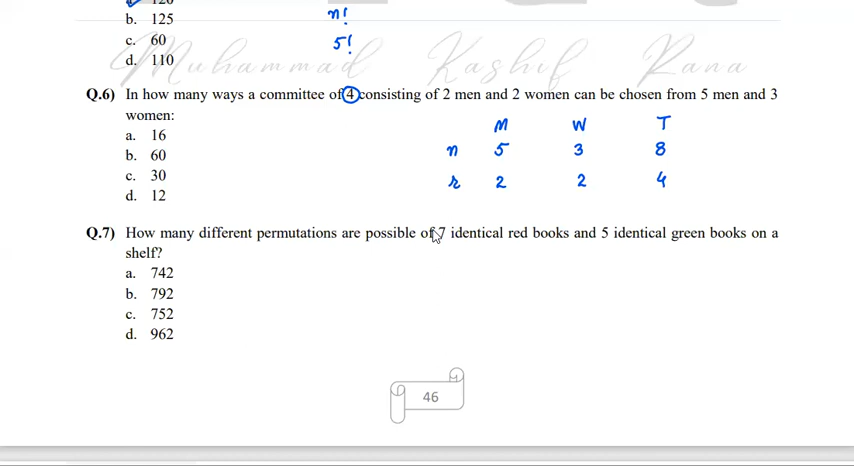 a. 120
b. 125
n!
c. 60
5!
d. 110
Muhammad Kashif Rana
Q.6) In how many ways a committee of 4 consisting of 2 men and 2 women can be chosen from 5 men and 3
women:
M W T
a. 16
n 5 3 8
b. 60
c. 30
r 2 2 4
d. 12
Q.7) How many different permutations are possible of 7 identical red books and 5 identical green books on a
shelf?
a. 742
b. 792
c. 752
d. 962
46